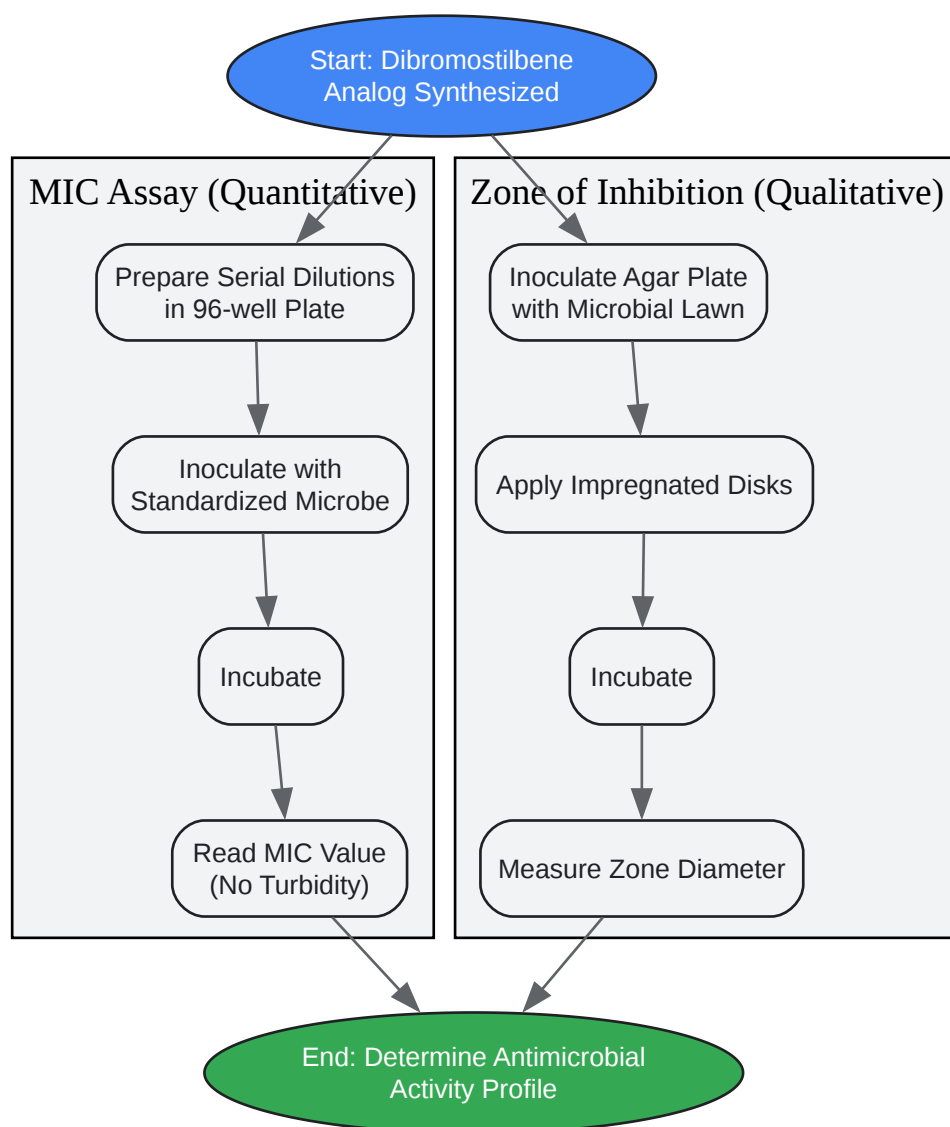 Start: Dibromostilbene
Analog Synthesized
MIC Assay (Quantitative)
Prepare Serial Dilutions
in 96-well Plate
Inoculate with
Standardized Microbe
Incubate
Read MIC Value
(No Turbidity)
Zone of Inhibition (Qualitative)
Inoculate Agar Plate
with Microbial Lawn
Apply Impregnated Disks
Incubate
Measure Zone Diameter
End: Determine Antimicrobial
Activity Profile